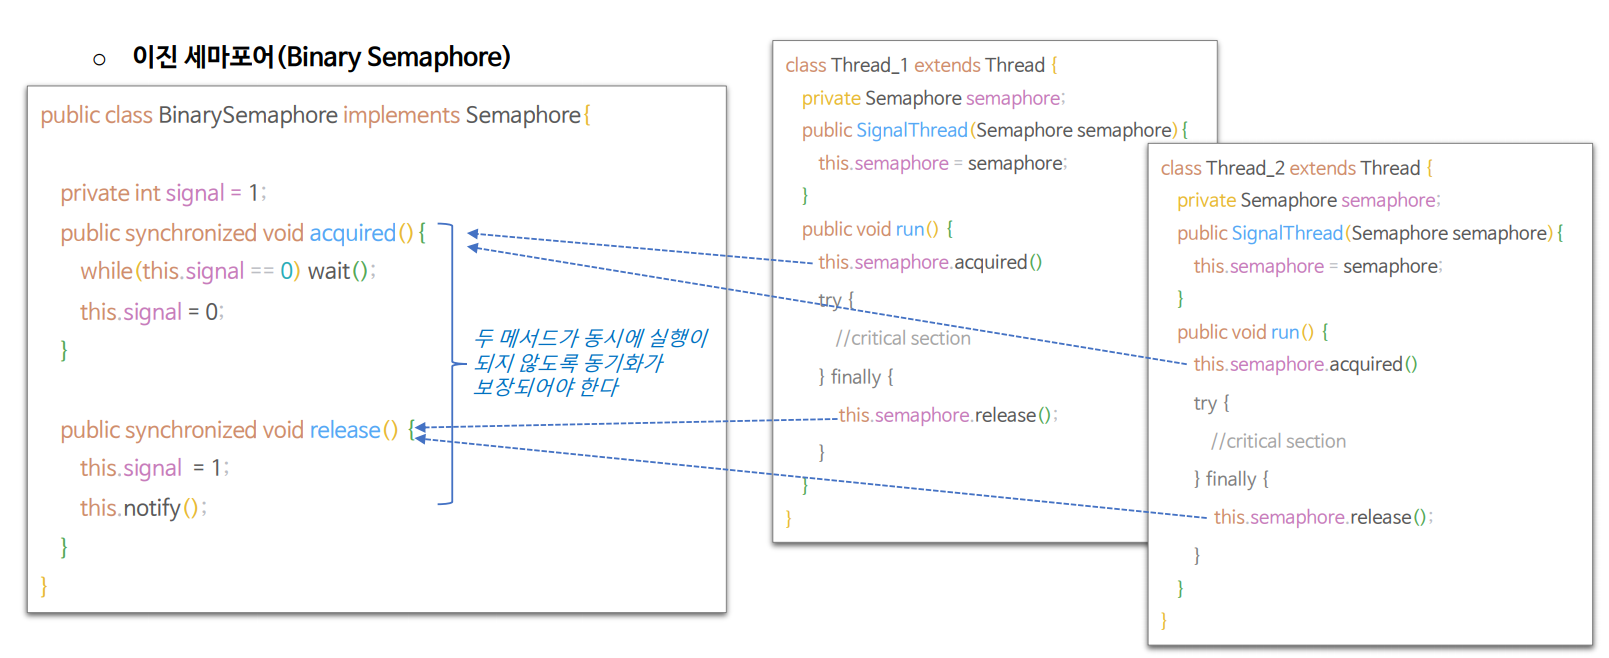 ○ 이진 세마포어(Binary Semaphore)
public class BinarySemaphore implements Semaphore{
private int signal = 1;
public synchronized void acquired() {
while(this.signal == 0) wait();
this.signal = 0;
}
public synchronized void release() {
this.signal = 1;
this.notify();
}
}
두 메서드가 동시에 실행이
되지 않도록 동기화가
보장되어야 한다
class Thread_1 extends Thread {
private Semaphore semaphore;
public SignalThread(Semaphore semaphore) {
this.semaphore = semaphore;
}
public void run() {
this.semaphore.acquired()
try {
//critical section
} finally {
this.semaphore.release();
}
}
}
class Thread_2 extends Thread {
private Semaphore semaphore;
public SignalThread(Semaphore semaphore) {
this.semaphore = semaphore;
}
public void run() {
this.semaphore.acquired()
try {
//critical section
} finally {
this.semaphore.release();
}
}
}